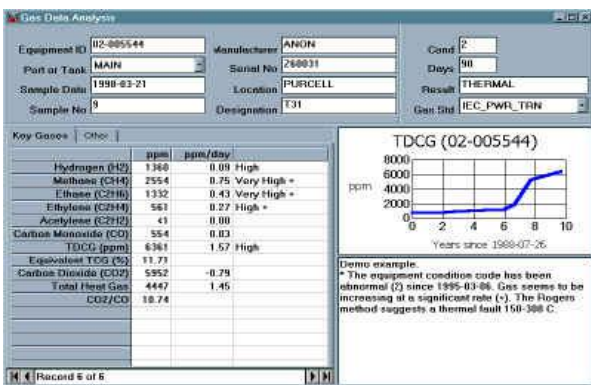 Gas Data Analysis
Equipment ID 02-005544
Part or Tank MAIN
Sample Date 1998-03-21
Sample No 9
Manufacturer ANON
Serial No 260031
Location PURCELL
Designation T31
Cond 2
Days 90
Result THERMAL
Gas Std IEC_PWR_TRN
Key Gases Other
ppm ppm/day
Hydrogen (H2) 1360 0.09 High
Methane (CH4) 2554 0.75 Very High +
Ethane (C2H6) 1332 0.43 Very High +
Ethylene (C2H4) 561 0.27 High +
Acetylene (C2H2) <1 0.00
Carbon Monoxide (CO) 554 0.03
TDCG (ppm) 6361 1.57 High
Equivalent TCG (%) 11.71
Carbon Dioxide (CO2) 5952 -0.79
Total Heat Gas 4447 1.45
CO2/CO 10.74
Record 6 of 6
TDCG (02-005544)
8000
6000
ppm 4000
2000
0
0 2 4 6 8 10
Years since 1988-07-26
Demo example.
* The equipment condition code has been
abnormal (2) since 1995-03-06. Gas seems to be
increasing at a significant rate (+). The Rogers
method suggests a thermal fault 150-300 C.